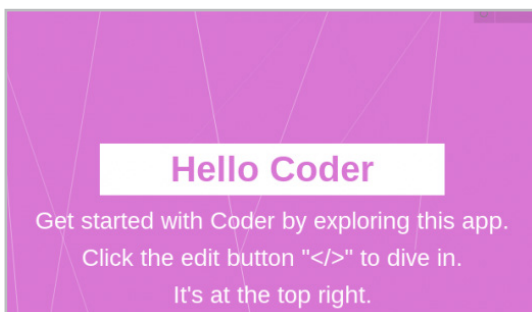 Hello Coder
Get started with Coder by exploring this app.
Click the edit button "</>" to dive in.
It's at the top right.